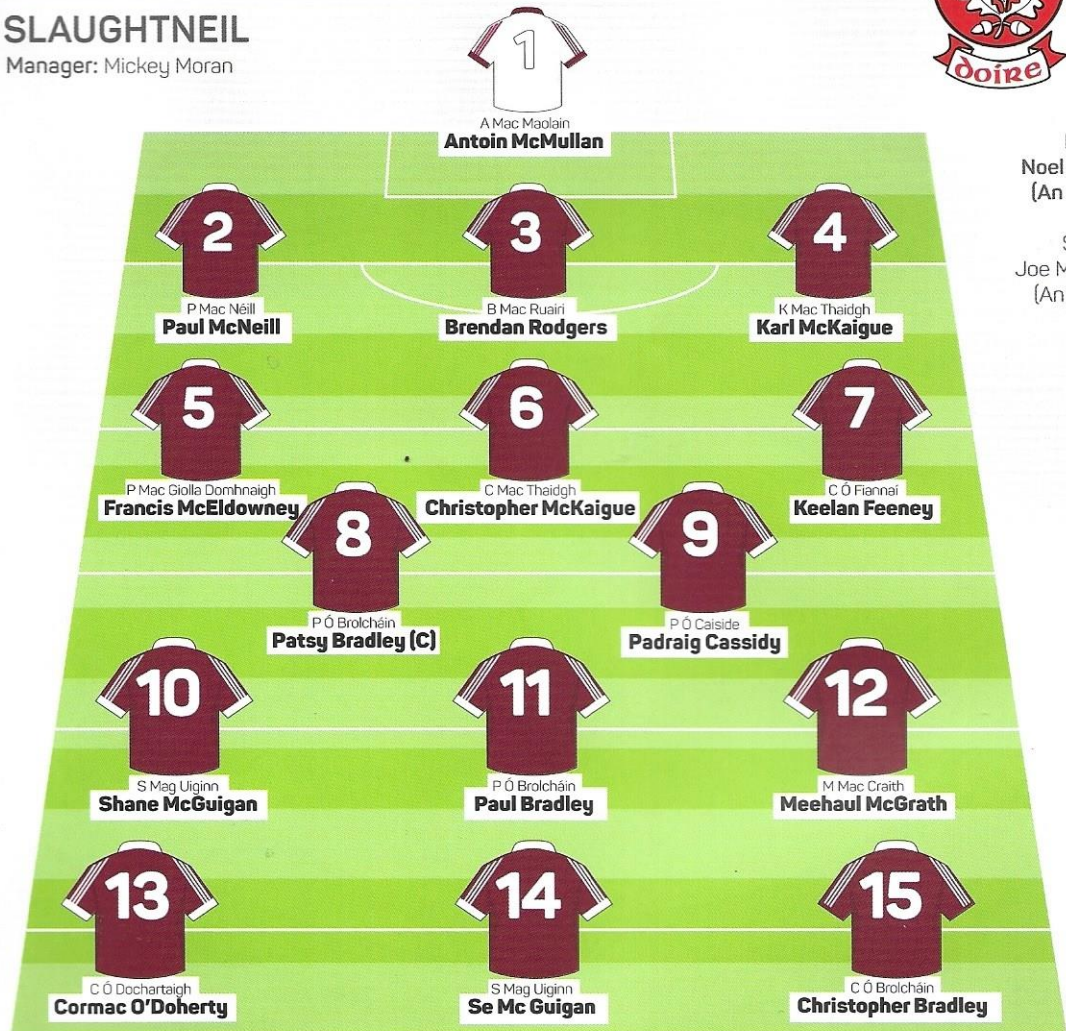 SLAUGHTNEIL
Manager: Mickey Moran
doiRe
1
A Mac Maolain
Antoin McMullan
Noel
(An
Joe M
(An
2
3
4
P Mac Néill
Paul McNeill
B Mac Ruairi
Brendan Rodgers
K Mac Thaidgh
Karl McKaigue
5
6
7
P Mac Giolla Domhnaigh
Francis McEldowney
C Mac Thaidgh
Christopher McKaigue
C Ó Fiannaí
Keelan Feeney
8
9
P Ó Brolcháin
Patsy Bradley (C)
P Ó Caiside
Padraig Cassidy
10
11
12
S Mag Uiginn
Shane McGuigan
P Ó Brolcháin
Paul Bradley
M Mac Craith
Meehaul McGrath
13
14
15
C Ó Dochartaigh
Cormac O'Doherty
S Mag Uiginn
Se Mc Guigan
C Ó Brolcháin
Christopher Bradley